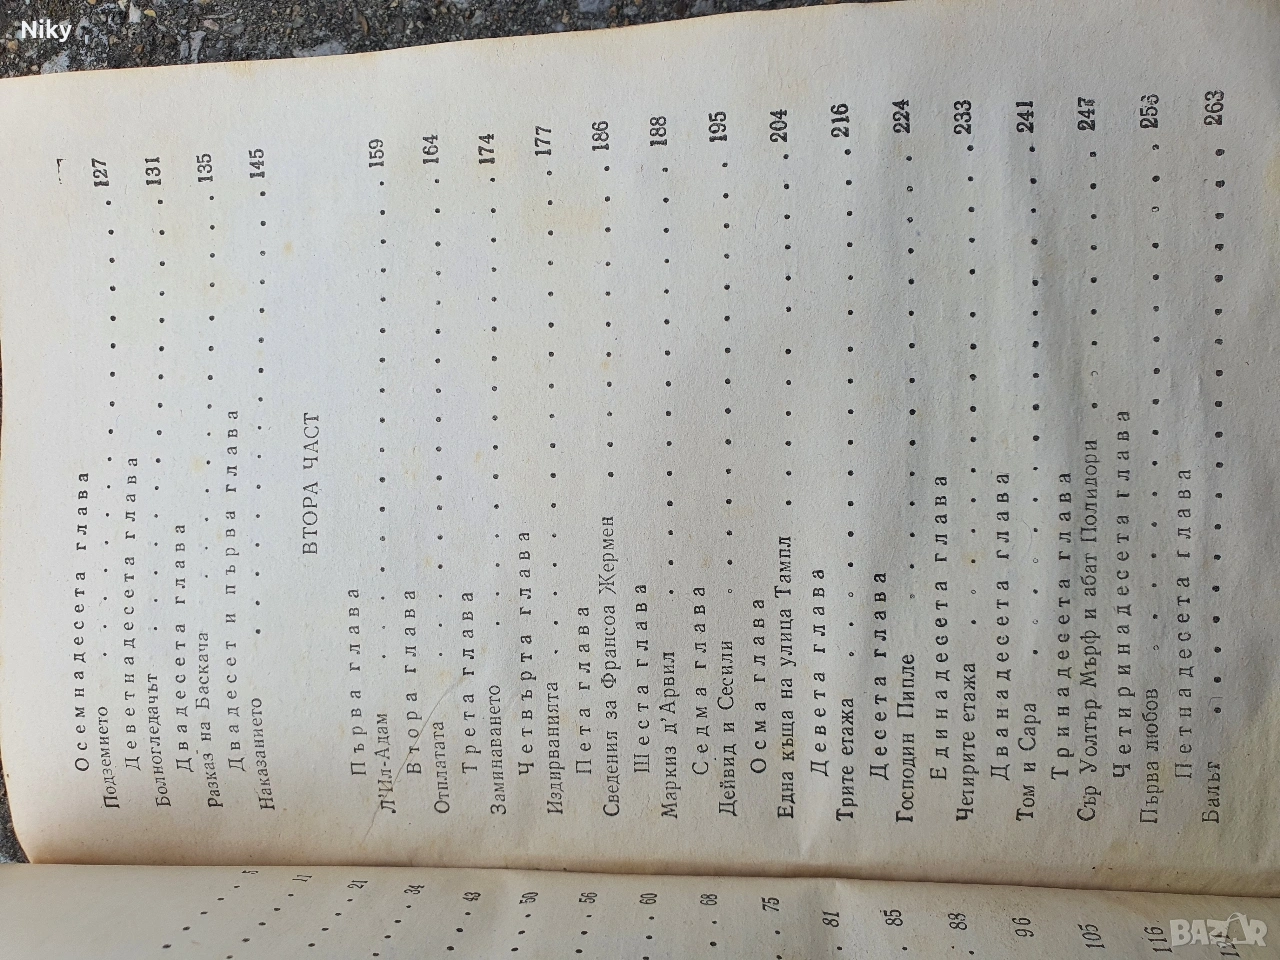 Niky
Осемнадесета глава
Подземието . . . 127
Деветнадесета глава
Болногледачът . . . 131
Двадесета глава
Разказ на Баскача . . . 135
Двадесет и първа глава
Наказанието . . . 145
ВТОРА ЧАСТ
Първа глава
Л'Ил-Адам . . . 159
Втора глава
Отплатата . . . 164
Трета глава
Заминаването . . . 174
Четвърта глава
Издирванията . . . 177
Пета глава
Сведения за Франсоа Жермен . . . 186
Шеста глава
Маркиз д'Арвил . . . 188
Седма глава
Дейвид и Сесили . . . 195
Осма глава
Една къща на улица Тампл . . . 204
Девета глава
Трите етажа . . . 216
Десета глава
Господин Пипле . . . 224
Единадесета глава
Четирите етажа . . . 233
Дванадесета глава
Том и Сара . . . 241
Тринадесета глава
Сър Уолтър Мърф и абат Полидори . . . 247
Четиринадесета глава
Първа любов . . . 256
Петнадесета глава
Балът . . . 263
5
11
21
34
43
50
56
60
68
75
81
85
88
96
105
116
BAZAR